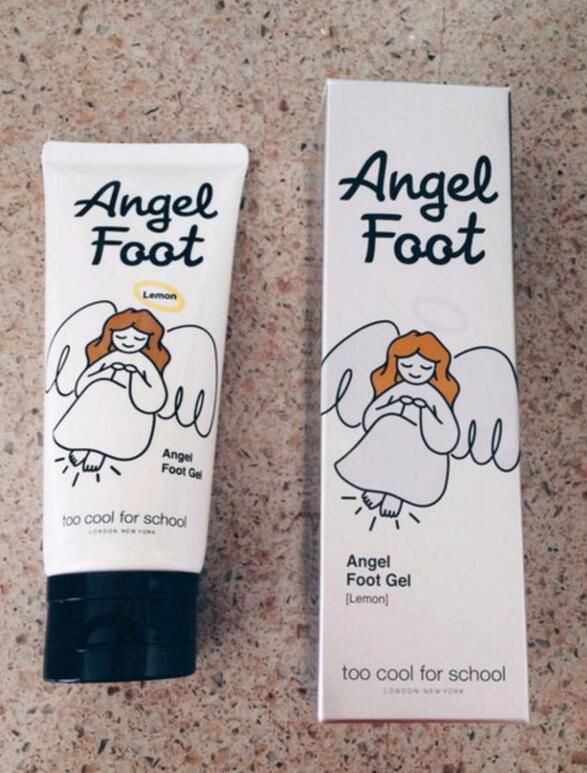 Angel
Foot
Lemon
Angel
Foot Gel
too cool for school
LONDON·NEW YORK
Angel
Foot
Angel
Foot Gel
[Lemon]
too cool for school
LONDON·NEW YORK